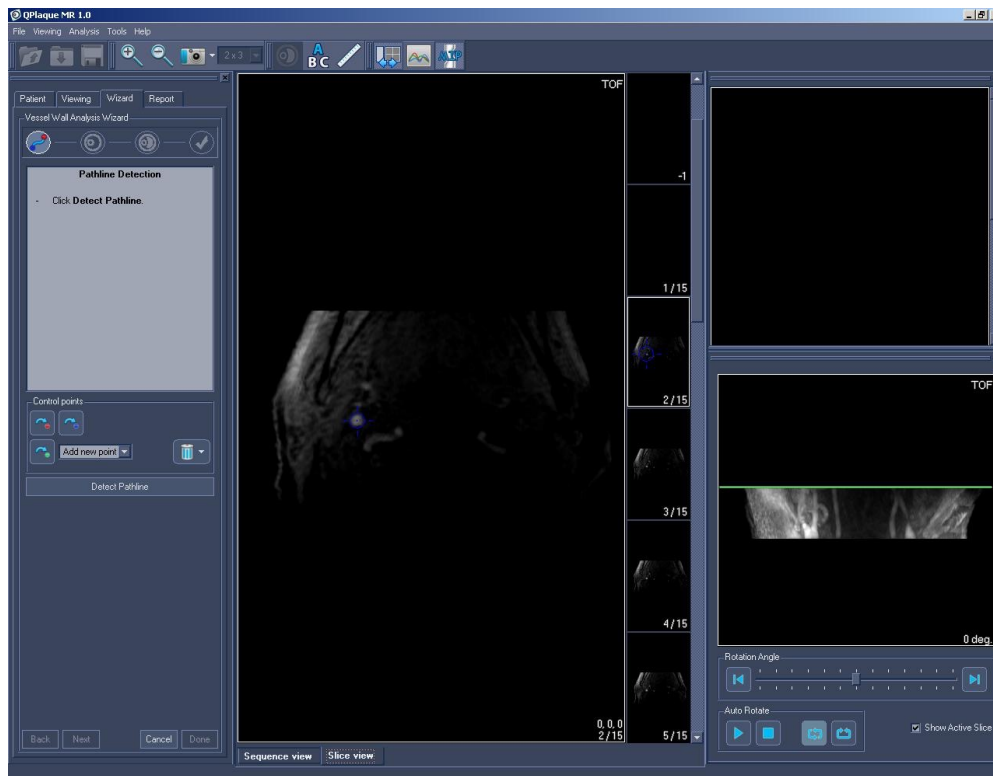 QPlaque MR 1.0
File Viewing Analysis Tools Help
2 x 3
A
B C
MIP
Patient Viewing Wizard Report
Vessel Wall Analysis Wizard
Pathline Detection
- Click Detect Pathline.
Control points
Add new point
Detect Pathline
Back Next Cancel Done
TOF
0, 0, 0
2/15
Sequence view Slice view
-1
1/15
2/15
3/15
4/15
5/15
TOF
0 deg.
Rotation Angle
Auto Rotate
Show Active Slice